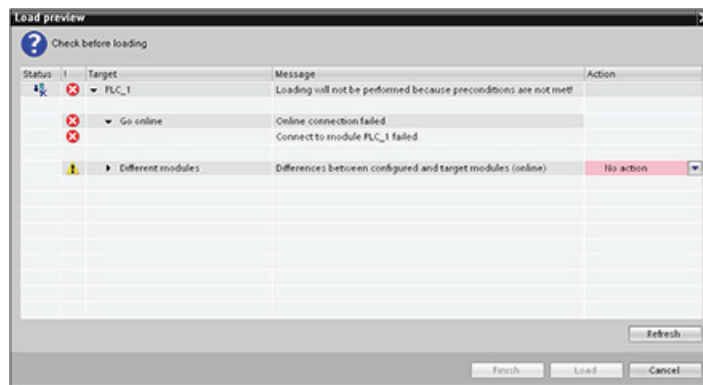 Load preview
Check before loading
Status ! Target Message Action
PLC_1 Loading will not be performed because preconditions are not met!
Go online Online connection failed.
Connect to module PLC_1 failed.
Different modules Differences between configured and target modules (online) No action
Refresh
Finish Load Cancel